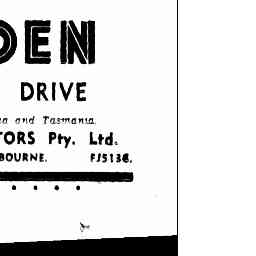 DEN
DRIVE
and Tasmania.
TORS Pty. Ltd.
BOURNE. FJ5136.